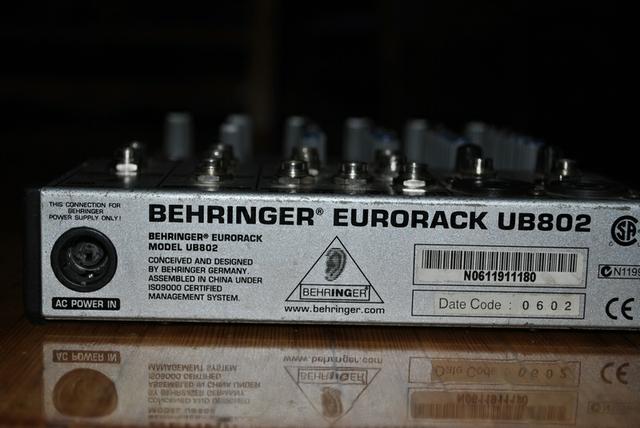 THIS CONNECTION FOR
BEHRINGER
POWER SUPPLY ONLY!
AC POWER IN
BEHRINGER® EURORACK UB802
BEHRINGER® EURORACK
MODEL UB802
CONCEIVED AND DESIGNED
BY BEHRINGER GERMANY.
ASSEMBLED IN CHINA UNDER
ISO9000 CERTIFIED
MANAGEMENT SYSTEM.
BEHRINGER®
www.behringer.com
N0611911180
Date Code : 0602
N119
CE